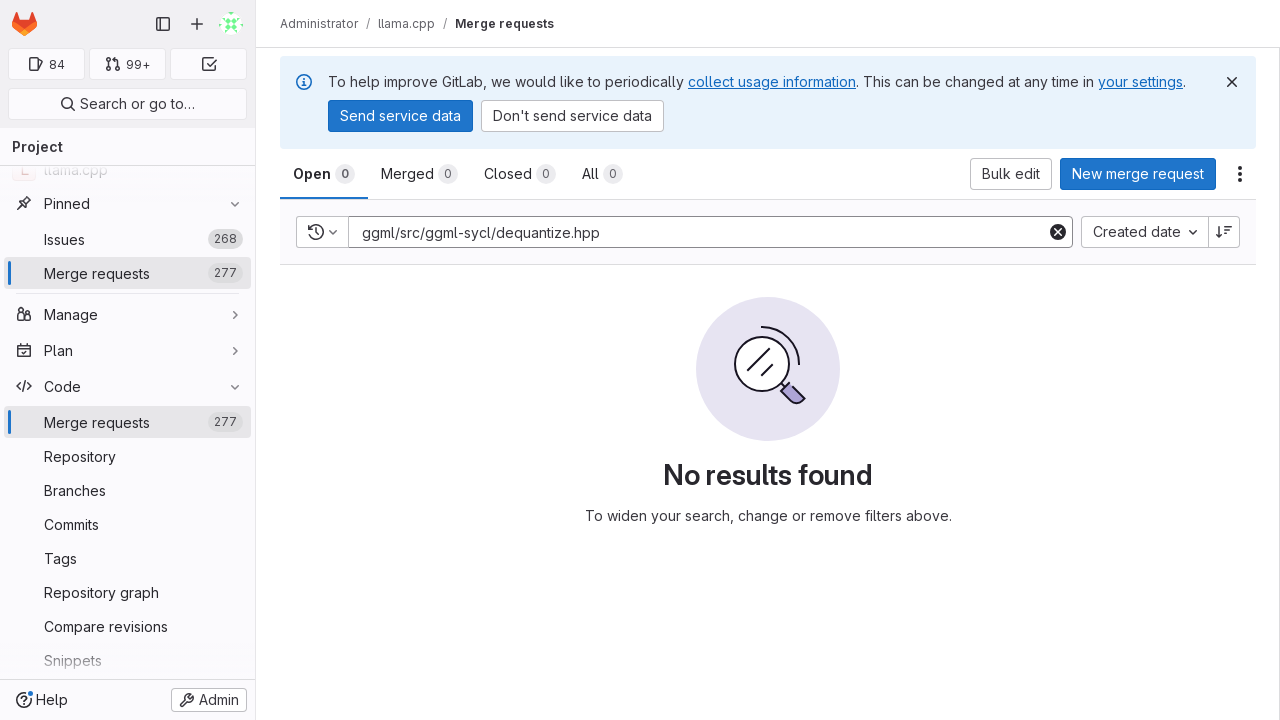 Administrator / llama.cpp / Merge requests
84
99+
Search or go to…
Project
L llama.cpp
Pinned
Issues 268
Merge requests 277
Manage
Plan
Code
Merge requests 277
Repository
Branches
Commits
Tags
Repository graph
Compare revisions
Snippets
Help
Admin
To help improve GitLab, we would like to periodically collect usage information. This can be changed at any time in your settings.
Send service data
Don't send service data
Open 0
Merged 0
Closed 0
All 0
Bulk edit
New merge request
ggml/src/ggml-sycl/dequantize.hpp
Created date
No results found
To widen your search, change or remove filters above.